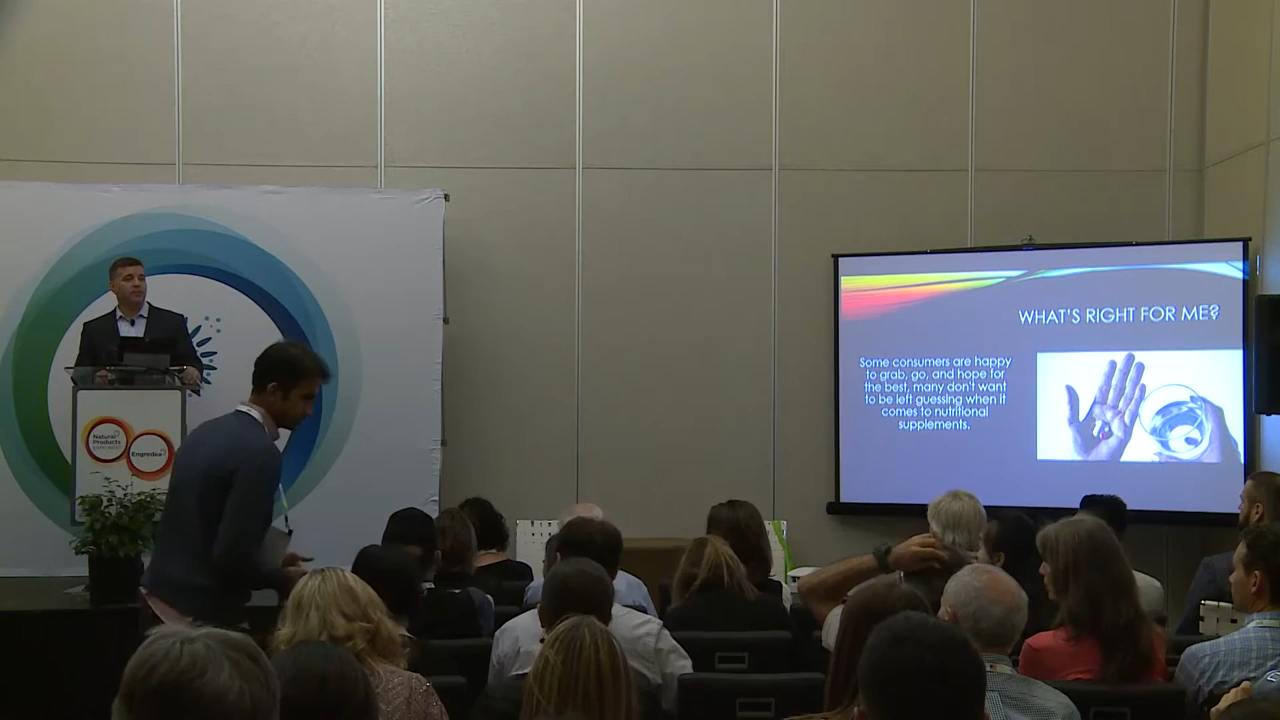 WHAT'S RIGHT FOR ME?
Some consumers are happy
to grab, go, and hope for
the best, many don't want
to be left guessing when it
comes to nutritional
supplements.
Natural
Products
Engredea